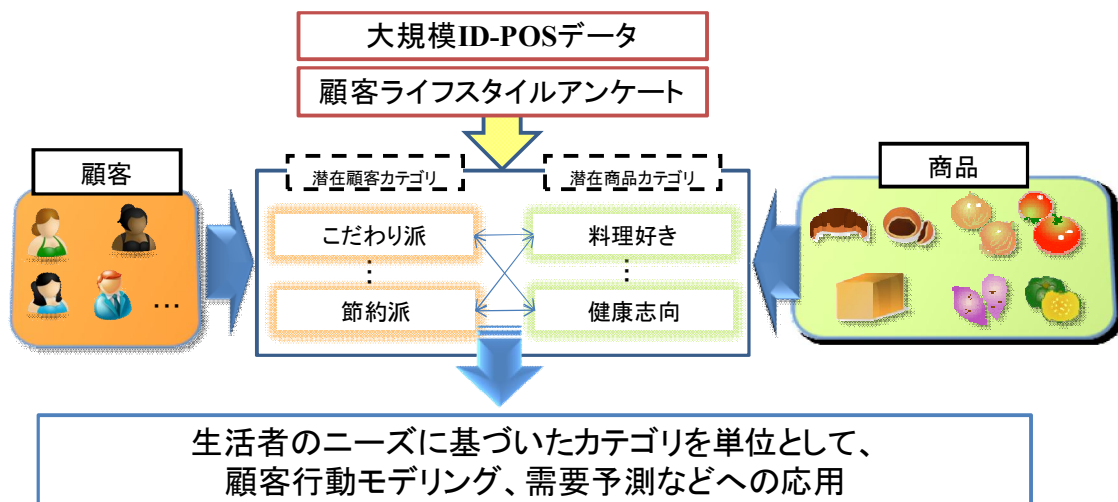 大規模ID-POSデータ
顧客ライフスタイルアンケート
顧客
潜在顧客カテゴリ
潜在商品カテゴリ
商品
こだわり派
料理好き
⋮
⋮
節約派
健康志向
…
生活者のニーズに基づいたカテゴリを単位として、
顧客行動モデリング、需要予測などへの応用